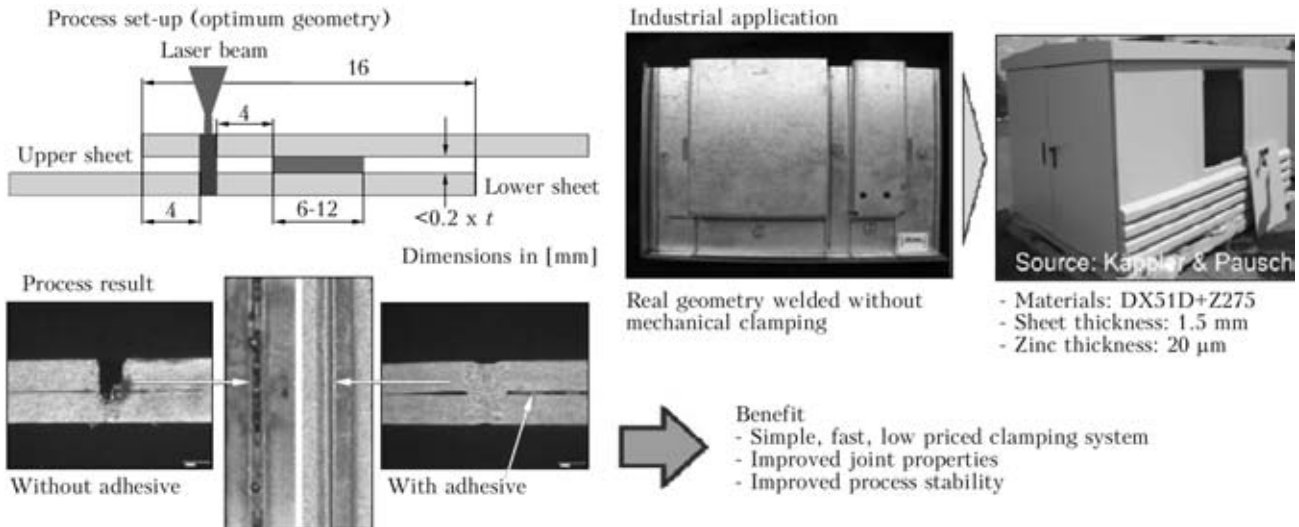 Process set-up (optimum geometry)
Laser beam
16
4
Upper sheet
Lower sheet
4
6-12
<0.2 x t
Dimensions in [mm]
Process result
Without adhesive
With adhesive
Industrial application
Source: Kappler & Pausch
Real geometry welded without
mechanical clamping
- Materials: DX51D+Z275
- Sheet thickness: 1.5 mm
- Zinc thickness: 20 μm
Benefit
- Simple, fast, low priced clamping system
- Improved joint properties
- Improved process stability